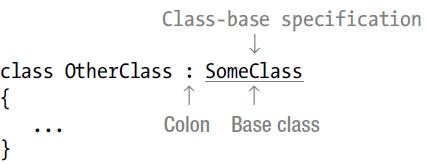 Class-base specification
↓
class OtherClass : SomeClass
↑ ↑
{
... Colon Base class
}